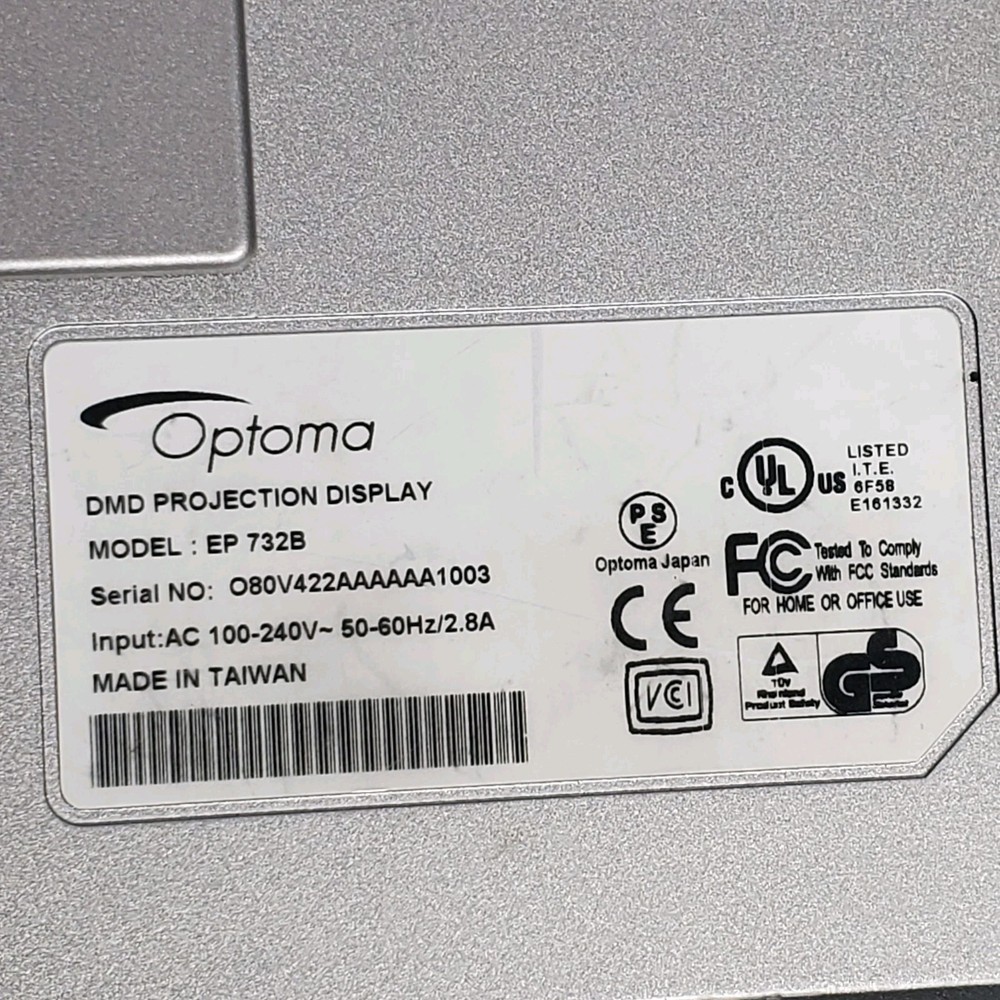 Optoma
DMD PROJECTION DISPLAY
MODEL : EP 732B
Serial NO: O80V422AAAAAA1003
Input:AC 100-240V~ 50-60Hz/2.8A
MADE IN TAIWAN
PSE
Optoma Japan
CE
VCCI
C UL US
LISTED
I.T.E.
6F58
E161332
FC
Tested To Comply
With FCC Standards
FOR HOME OR OFFICE USE
TÜV
Rheinland
Product Safety
GS